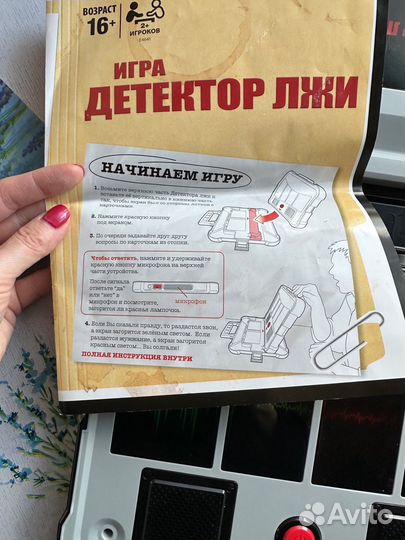 ВОЗРАСТ
16+
2+
ИГРОКОВ
ИГРА
ДЕТЕКТОР ЛЖИ
НАЧИНАЕМ ИГРУ
1. Возьмите верхнюю часть Детектора лжи и
вставьте её вертикально в нижнюю часть
так, чтобы экран был со стороны лотков с
карточками.
2. Нажмите красную кнопку
под экраном.
3. По очереди задавайте друг другу
вопросы по карточкам из стопки.
Чтобы ответить, нажмите и удерживайте
красную кнопку микрофона на верхней
части устройства.
После сигнала
ответьте "да"
или "нет" в
микрофон и посмотрите,
загорится ли красная лампочка.
микрофон
4. Если Вы сказали правду, то раздастся звон,
а экран загорится зелёным светом. Если
раздастся жужжание, а экран загорится
красным светом... Вы солгали!
ПОЛНАЯ ИНСТРУКЦИЯ ВНУТРИ
Avito